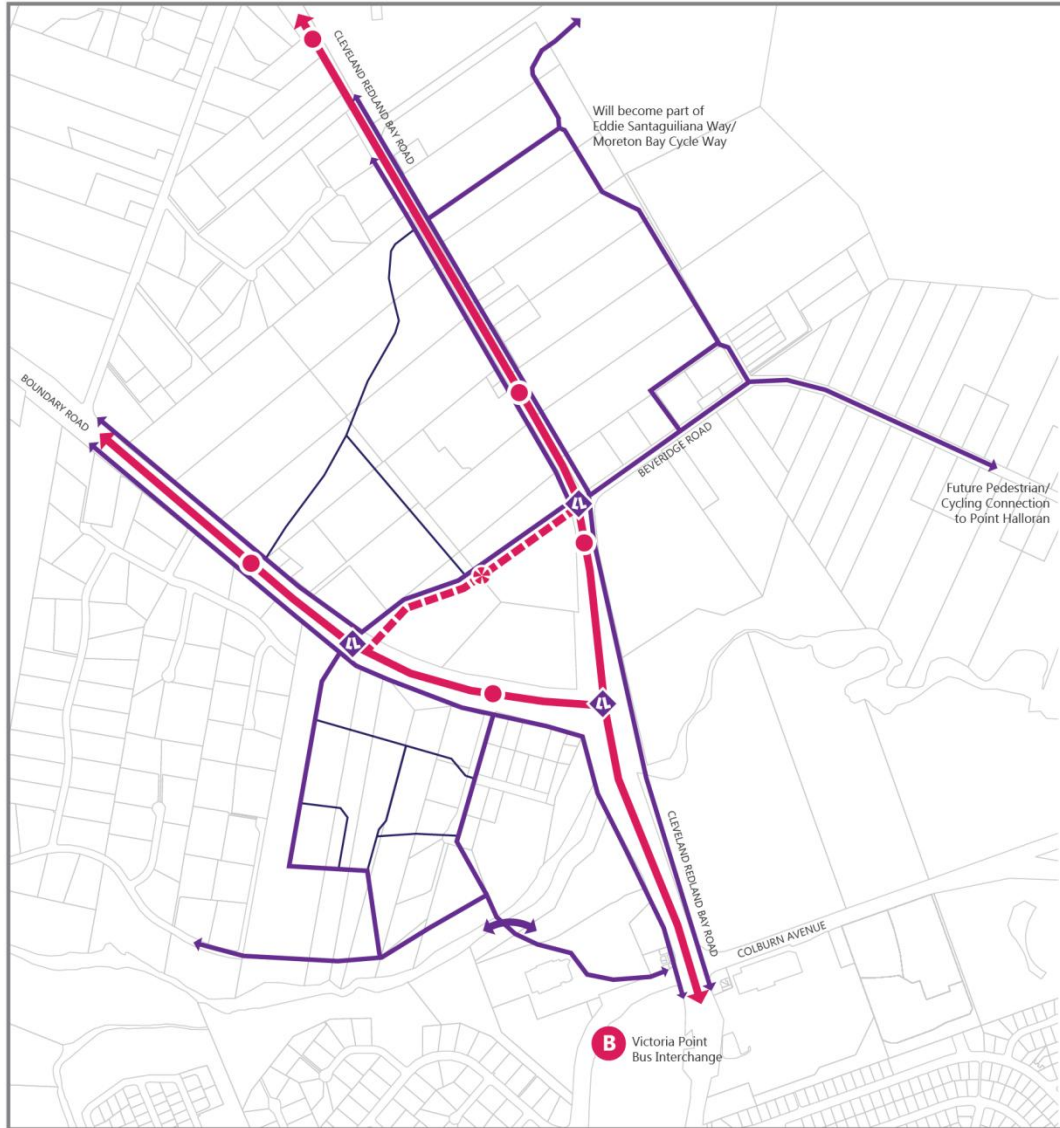 CLEVELAND REDLAND BAY ROAD
Will become part of
Eddie Santaguiliana Way/
Moreton Bay Cycle Way
BOUNDARY ROAD
BEVERIDGE ROAD
Future Pedestrian/
Cycling Connection
to Point Halloran
CLEVELAND REDLAND BAY ROAD
COLBURN AVENUE
B
Victoria Point
Bus Interchange